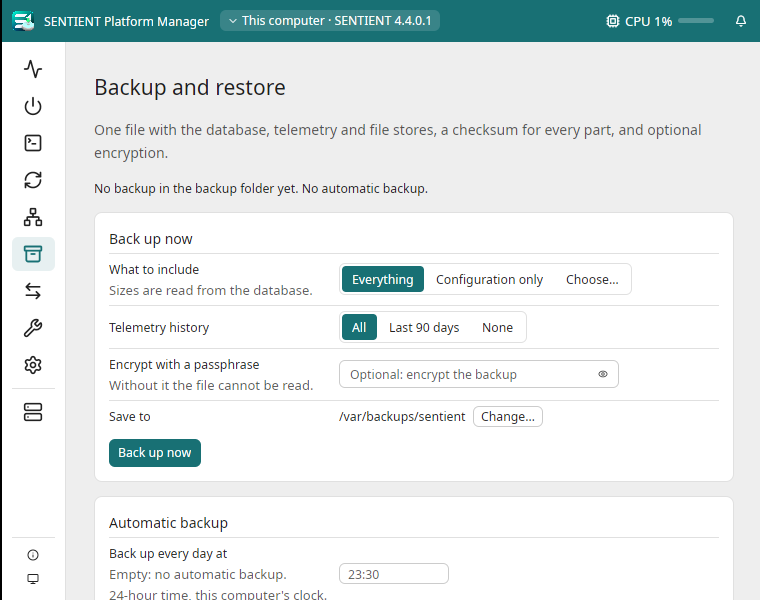 SENTIENT Platform Manager
This computer · SENTIENT 4.4.0.1
CPU 1%
Backup and restore
One file with the database, telemetry and file stores, a checksum for every part, and optional
encryption.
No backup in the backup folder yet. No automatic backup.
Back up now
What to include
Sizes are read from the database.
Everything
Configuration only
Choose...
Telemetry history
All
Last 90 days
None
Encrypt with a passphrase
Without it the file cannot be read.
Optional: encrypt the backup
Save to
/var/backups/sentient
Change...
Back up now
Automatic backup
Back up every day at
Empty: no automatic backup.
23:30
24-hour time, this computer's clock.